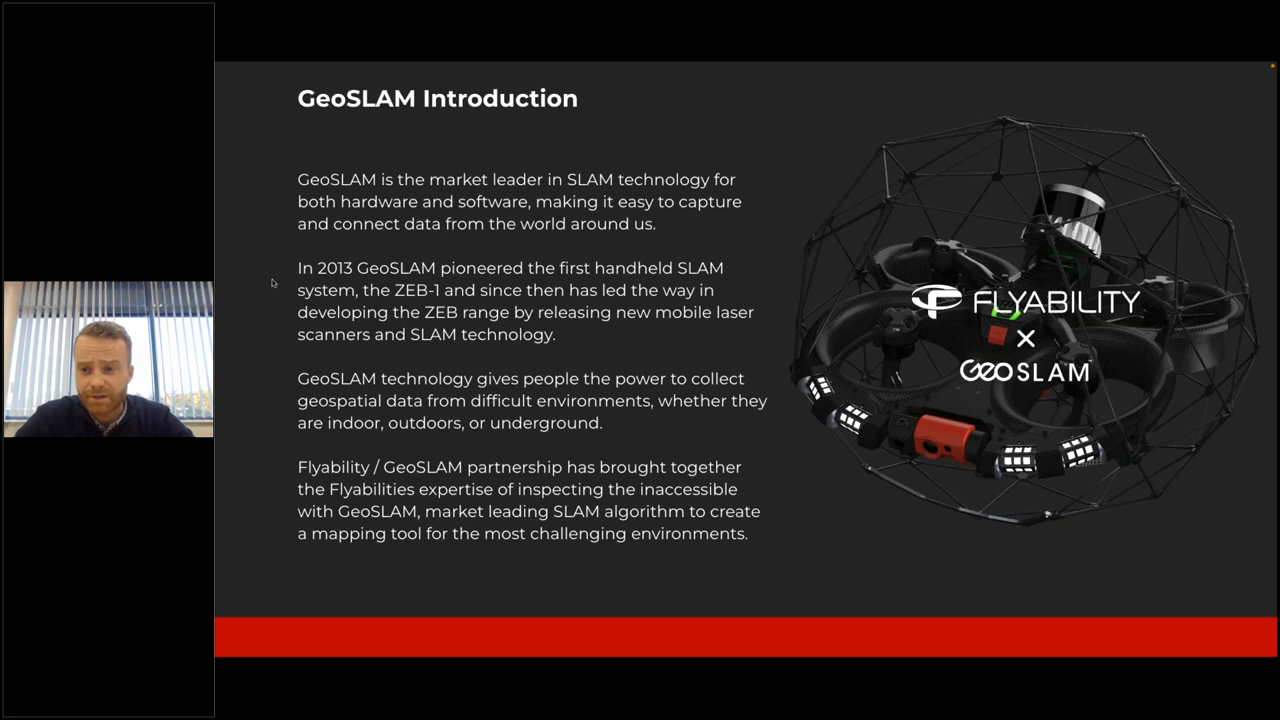 GeoSLAM Introduction
GeoSLAM is the market leader in SLAM technology for
both hardware and software, making it easy to capture
and connect data from the world around us.
In 2013 GeoSLAM pioneered the first handheld SLAM
system, the ZEB-1 and since then has led the way in
developing the ZEB range by releasing new mobile laser
scanners and SLAM technology.
GeoSLAM technology gives people the power to collect
geospatial data from difficult environments, whether they
are indoor, outdoors, or underground.
Flyability / GeoSLAM partnership has brought together
the Flyabilities expertise of inspecting the inaccessible
with GeoSLAM, market leading SLAM algorithm to create
a mapping tool for the most challenging environments.
FLYABILITY
X
GEOSLAM